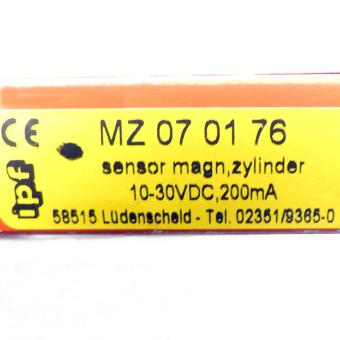 CE MZ 07 01 76
ipf
sensor magn,zylinder
10-30VDC,200mA
58515 Lüdenscheid - Tel. 02351/9365-0